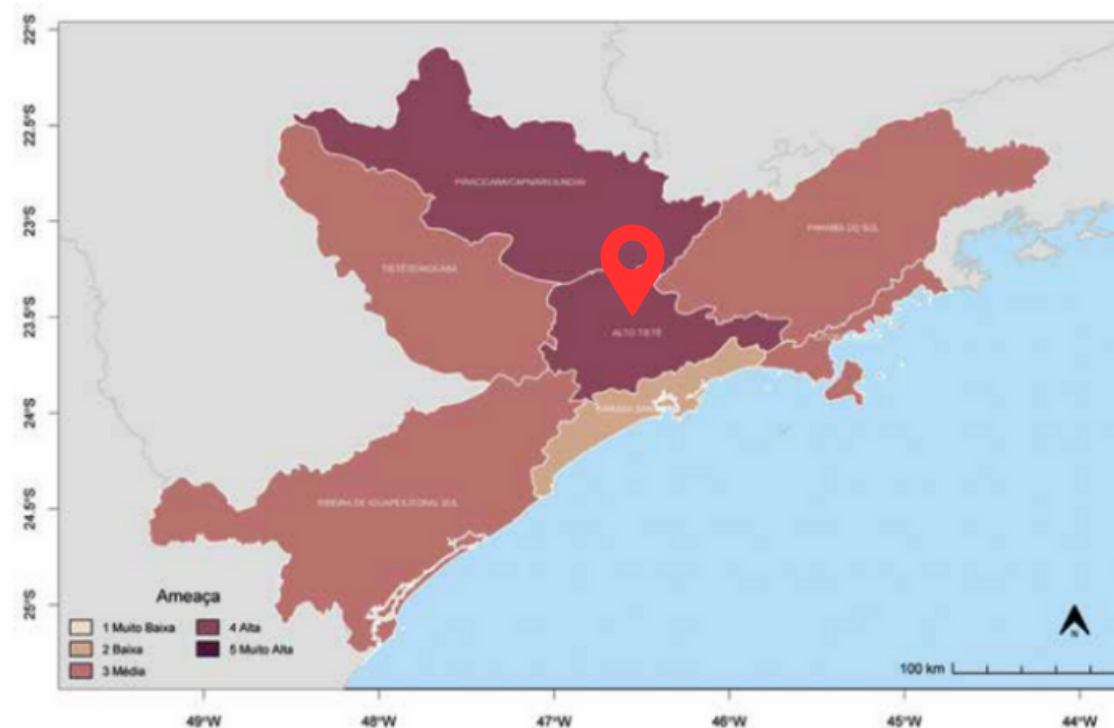 22°S
22.5°S
23°S
23.5°S
24°S
24.5°S
25°S
PIRACICABA/CAPIVARI/JUNDIAÍ
PARAÍBA DO SUL
TIETÊ/SOROCABA
ALTO TIETÊ
BAIXADA
RIBEIRA DE IGUAPE/LITORAL SUL
Ameaça
1 Muito Baixa
2 Baixa
3 Média
4 Alta
5 Muito Alta
N
100 km
49°W
48°W
47°W
46°W
45°W
44°W